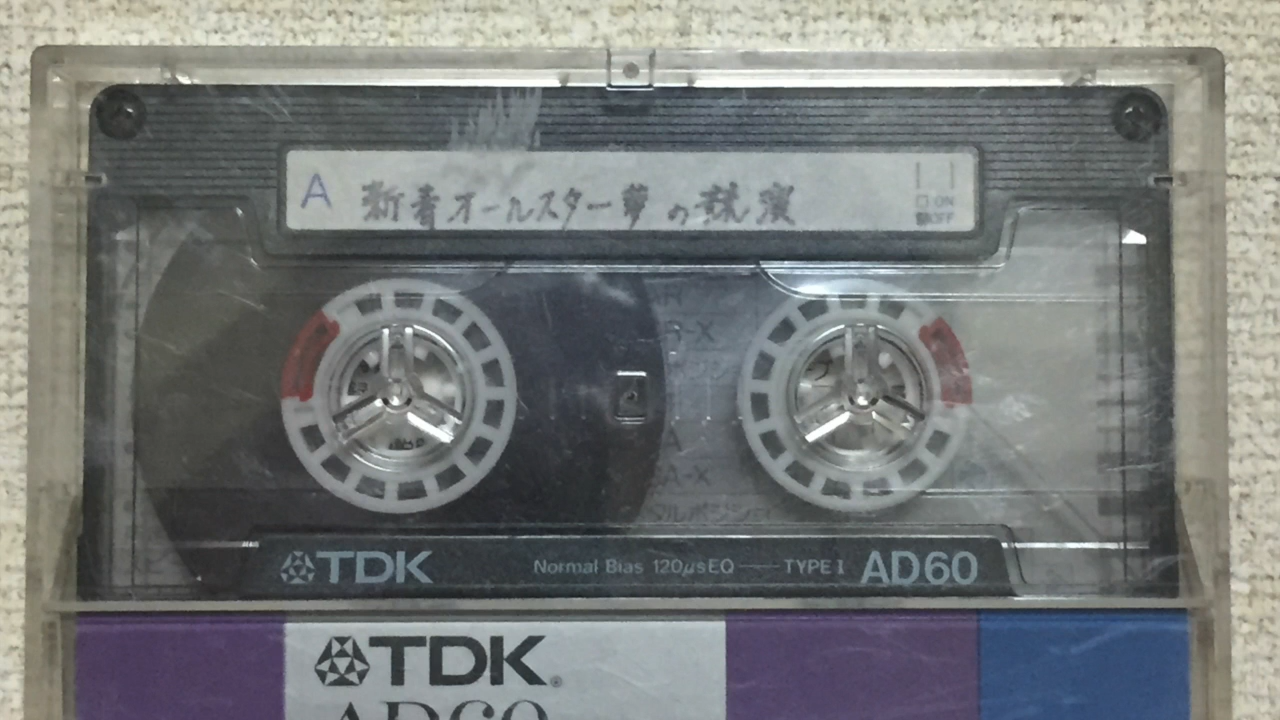 A 新春オールスター夢の競演
ON
OFF
R-X
A
A-X
TDK Normal Bias 120μsEQ TYPE I AD60
TDK
AD60